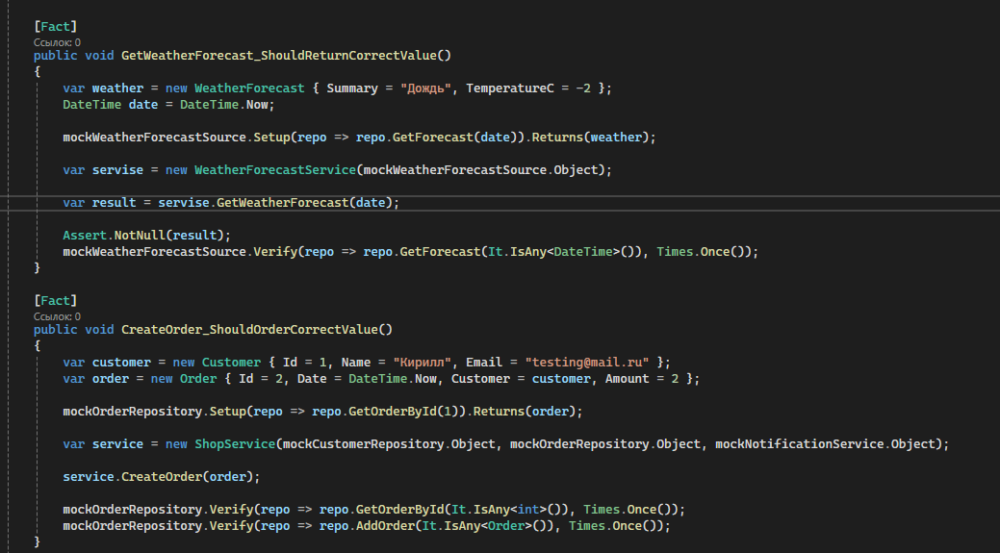 [Fact]
Ссылок: 0
public void GetWeatherForecast_ShouldReturnCorrectValue()
{
var weather = new WeatherForecast { Summary = "Дождь", TemperatureC = -2 };
DateTime date = DateTime.Now;
mockWeatherForecastSource.Setup(repo => repo.GetForecast(date)).Returns(weather);
var servise = new WeatherForecastService(mockWeatherForecastSource.Object);
var result = servise.GetWeatherForecast(date);
Assert.NotNull(result);
mockWeatherForecastSource.Verify(repo => repo.GetForecast(It.IsAny<DateTime>()), Times.Once());
}
[Fact]
Ссылок: 0
public void CreateOrder_ShouldOrderCorrectValue()
{
var customer = new Customer { Id = 1, Name = "Кирилл", Email = "testing@mail.ru" };
var order = new Order { Id = 2, Date = DateTime.Now, Customer = customer, Amount = 2 };
mockOrderRepository.Setup(repo => repo.GetOrderById(1)).Returns(order);
var service = new ShopService(mockCustomerRepository.Object, mockOrderRepository.Object, mockNotificationService.Object);
service.CreateOrder(order);
mockOrderRepository.Verify(repo => repo.GetOrderById(It.IsAny<int>()), Times.Once());
mockOrderRepository.Verify(repo => repo.AddOrder(It.IsAny<Order>()), Times.Once());
}